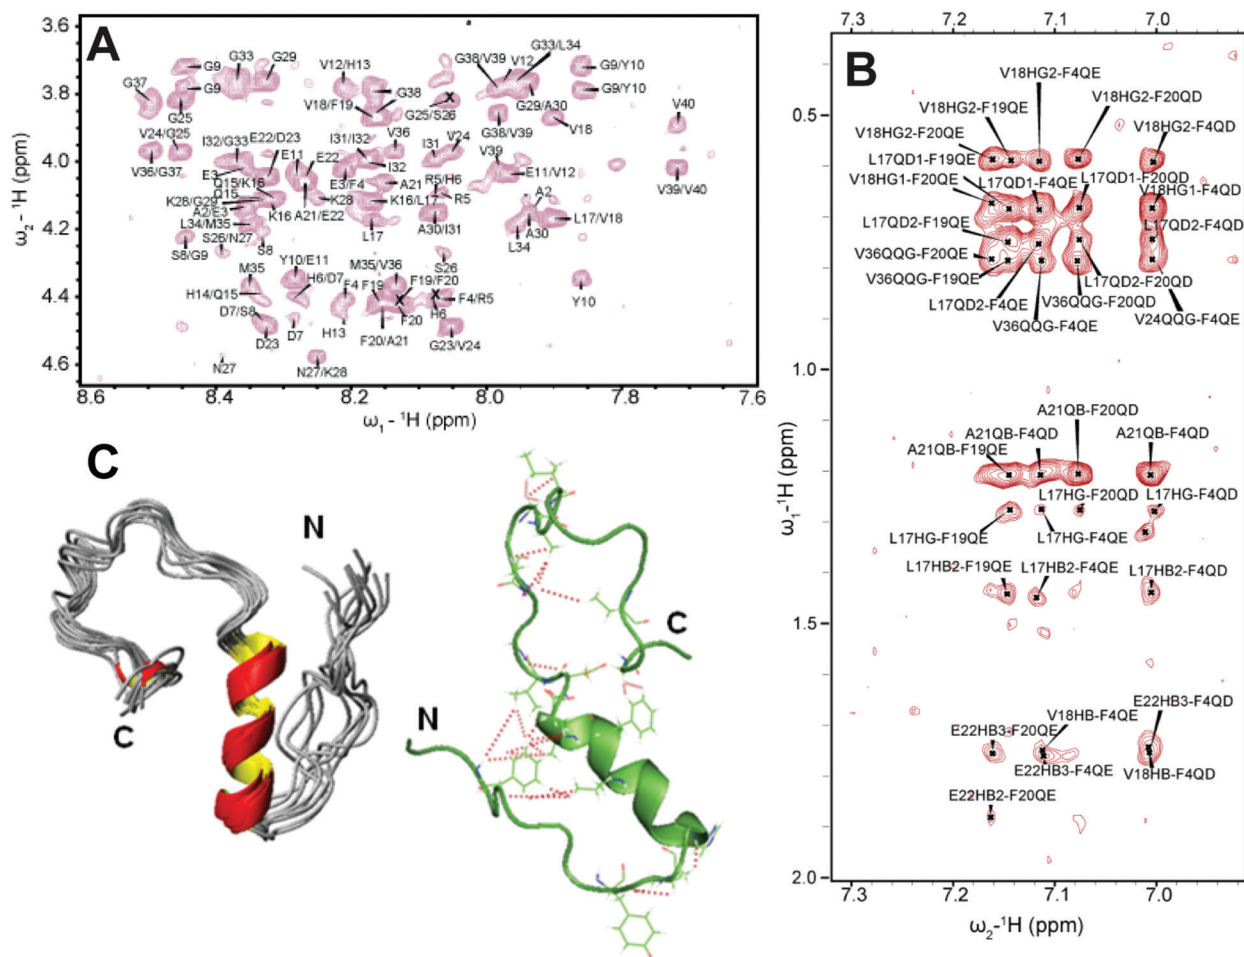 A
3.6
3.8
4.0
4.2
4.4
4.6
ω2 - 1H (ppm)
G37
G9
G9
G25
V24/G25
V36/G37
G33
G29
V12/H13
G38
V18/F19
G25/S26
G38/V39
V12
G33/L34
G29/A30
G38/V39
V18
G9/Y10
G9/Y10
V40
V39/V40
I32/G33
E22/D23
E3
E11
E22
Q15/K16
Q15
K28/G29
A2/E3
L34/M35
S26/N27
S8/G9
S8
K16
A21/E22
K28
I31/I32
V36
I32
E3/F4
A21
K16/L17
L17
I31
V24
R5/H6
R5
A30/I31
V39
E11/V12
A2
L17/V18
A30
L34
M35
Y10/E11
H6/D7
H14/Q15
D7/S8
D7
D23
M35/V36
S26
F4
F19
F19/F20
F4/R5
F20
H6
H13
F20/A21
G23/V24
Y10
N27
N27/K28
8.6
8.4
8.2
8.0
7.8
7.6
ω1 - 1H (ppm)
B
7.3
7.2
7.1
7.0
0.5
1.0
1.5
2.0
ω1-1H (ppm)
V18HG2-F4QE
V18HG2-F19QE
V18HG2-F20QD
V18HG2-F20QE
V18HG2-F4QD
L17QD1-F19QE
L17QD1-F4QE
L17QD1-F20QD
V18HG1-F20QE
V18HG1-F4QD
L17QD2-F19QE
L17QD2-F4QD
V36QQG-F20QE
L17QD2-F20QD
V36QQG-F19QE
L17QD2-F4QE
V36QQG-F20QD
V36QQG-F4QE
V24QQG-F4QE
A21QB-F20QD
A21QB-F4QD
A21QB-F4QD
A21QB-F19QE
L17HG-F20QD
L17HG-F4QD
L17HG-F19QE
L17HG-F4QE
L17HB2-F19QE
L17HB2-F4QE
L17HB2-F4QD
E22HB3-F4QD
V18HB-F4QE
E22HB3-F20QE
E22HB3-F4QE
V18HB-F4QD
E22HB2-F20QE
7.3
7.2
7.1
7.0
ω2-1H (ppm)
C
N
C
N
C